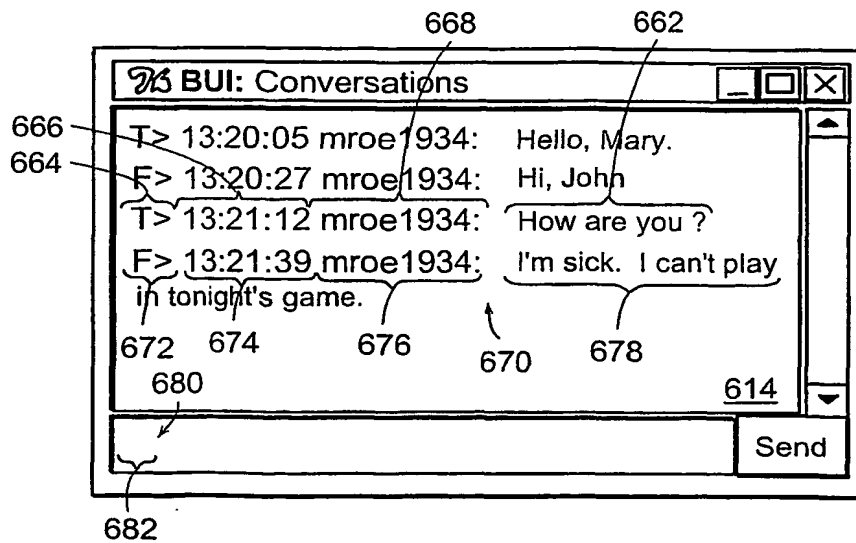 668 662
BUI: Conversations
666
T> 13:20:05 mroe1934: Hello, Mary.
664
F> 13:20:27 mroe1934: Hi, John
T> 13:21:12 mroe1934: How are you ?
F> 13:21:39 mroe1934: I'm sick. I can't play
in tonight's game.
672 674 676 670 678
680 614
Send
682